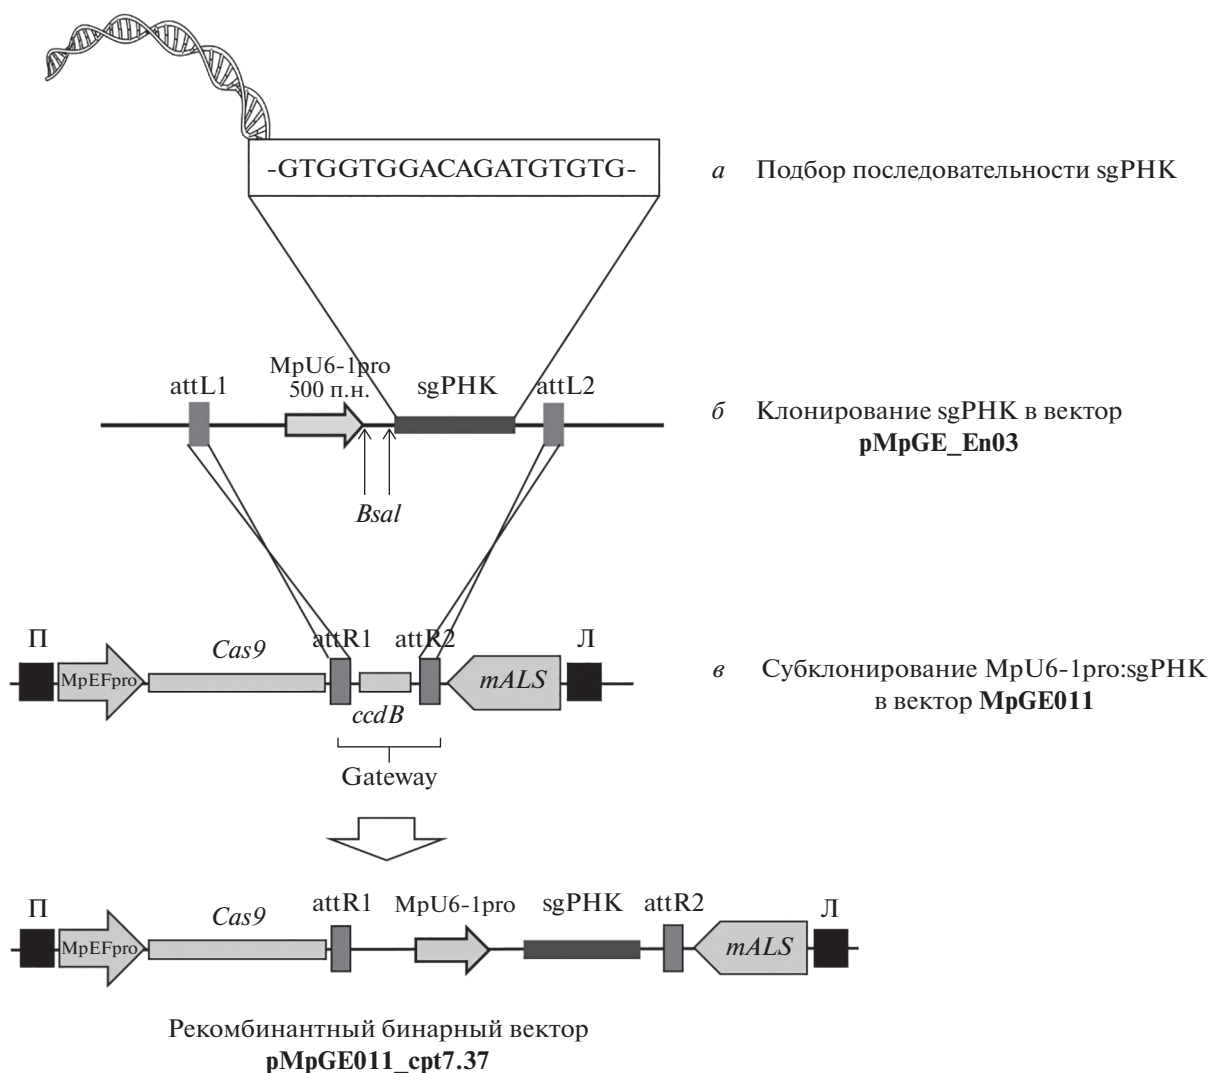 -GTGGTGGACAGATGTGTG-
а Подбор последовательности sgРНК
MpU6-1pro
500 п.н.
attL1
sgРНК
attL2
BsaI
б Клонирование sgРНК в вектор
pMpGE_En03
П
MpEFpro
Cas9
attR1
ccdB
attR2
mALS
Л
Gateway
в Субклонирование MpU6-1pro:sgРНК
в вектор MpGE011
П
MpEFpro
Cas9
attR1
MpU6-1pro
sgРНК
attR2
mALS
Л
Рекомбинантный бинарный вектор
pMpGE011_cpt7.37